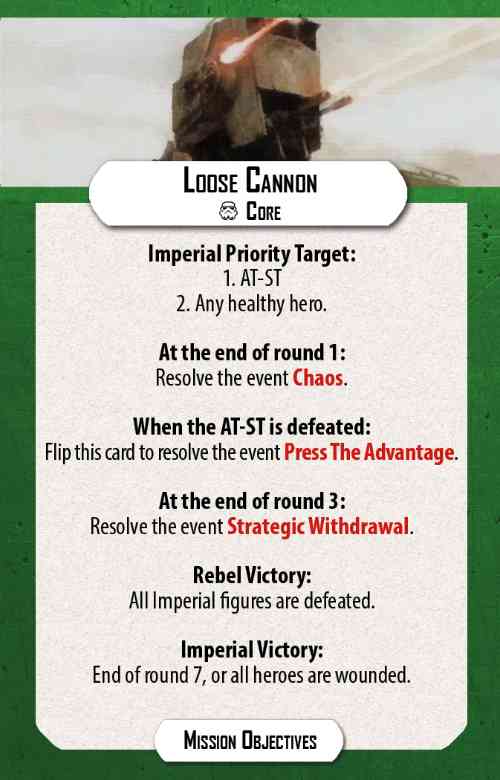 Loose Cannon
Core
Imperial Priority Target:
1. AT-ST
2. Any healthy hero.
At the end of round 1:
Resolve the event Chaos.
When the AT-ST is defeated:
Flip this card to resolve the event Press The Advantage.
At the end of round 3:
Resolve the event Strategic Withdrawal.
Rebel Victory:
All Imperial figures are defeated.
Imperial Victory:
End of round 7, or all heroes are wounded.
Mission Objectives